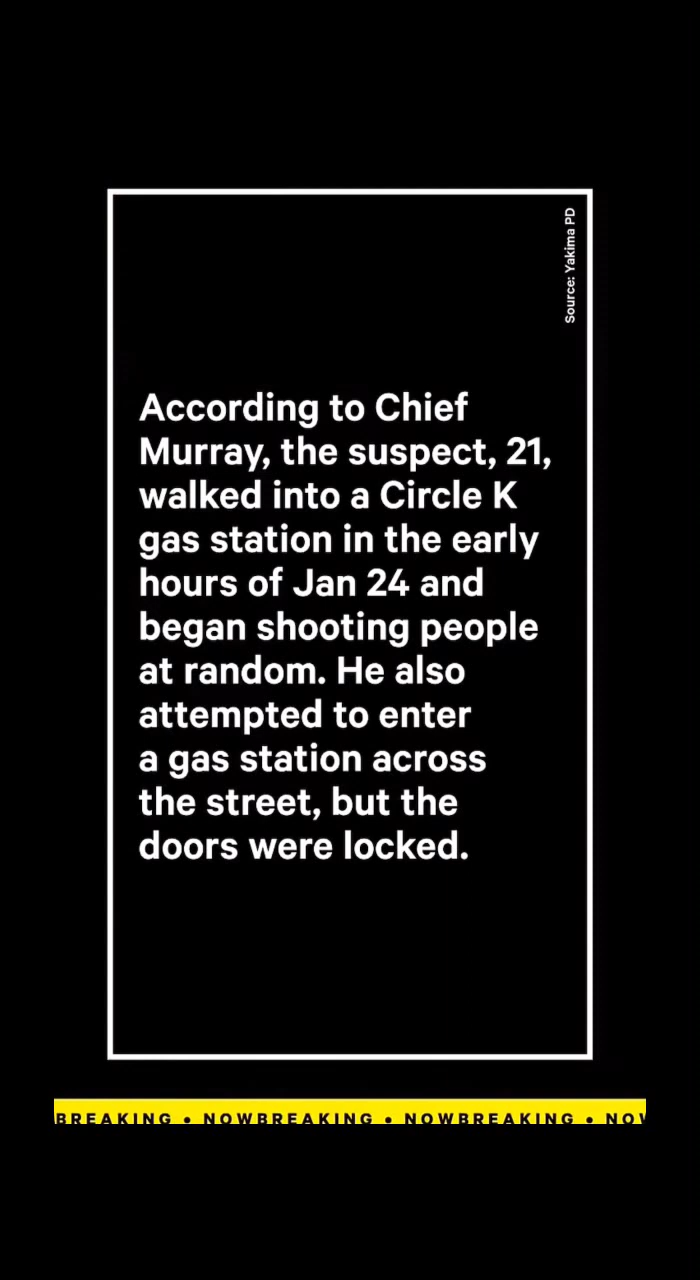 Source: Yakima PD
According to Chief
Murray, the suspect, 21,
walked into a Circle K
gas station in the early
hours of Jan 24 and
began shooting people
at random. He also
attempted to enter
a gas station across
the street, but the
doors were locked.
BREAKING • NOWBREAKING • NOWBREAKING • NOW